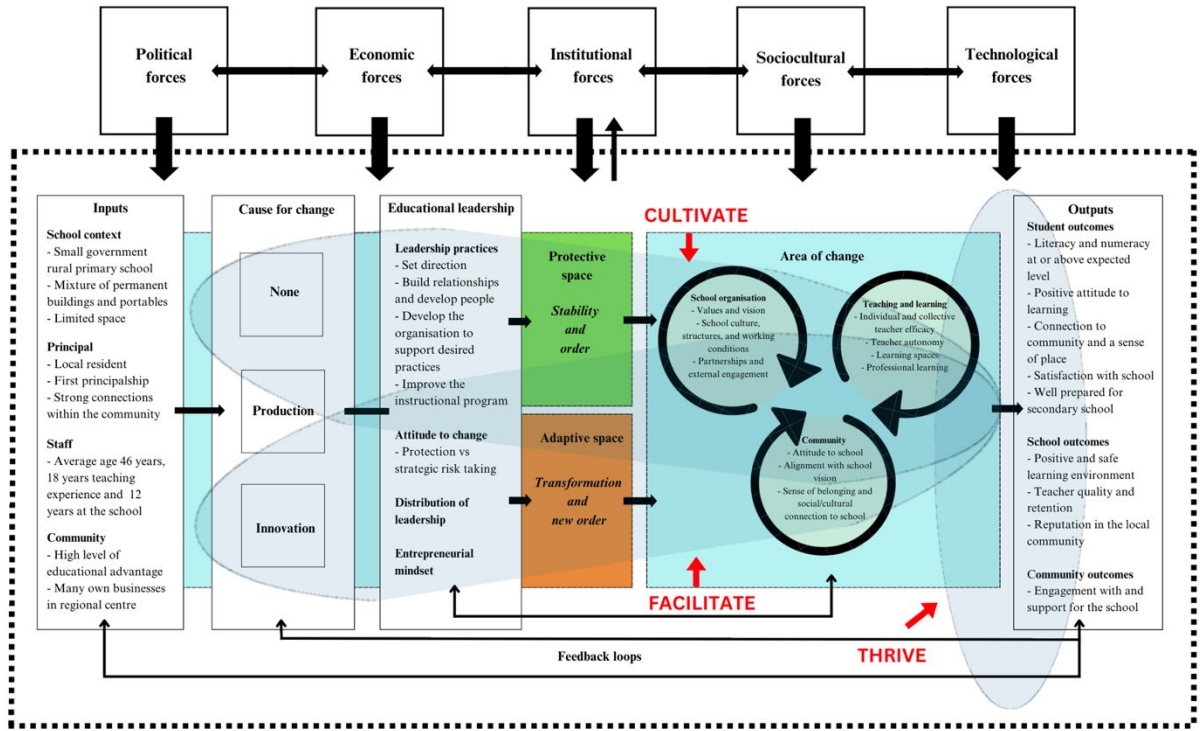 Political
forces
Economic
forces
Institutional
forces
Sociocultural
forces
Technological
forces
Inputs
School context
- Small government
rural primary school
- Mixture of permanent
buildings and portables
- Limited space
Principal
- Local resident
- First principalship
- Strong connections
within the community
Staff
- Average age 46 years,
18 years teaching
experience and 12
years at the school
Community
- High level of
educational advantage
- Many own businesses
in regional centre
Cause for change
None
Production
Innovation
Educational leadership
Leadership practices
- Set direction
- Build relationships
and develop people
- Develop the
organisation to
support desired
practices
- Improve the
instructional program
Attitude to change
- Protection vs
strategic risk taking
Distribution of
leadership
Entrepreneurial
mindset
Protective
space
Stability
and
order
Adaptive space
Transformation
and
new order
CULTIVATE
Area of change
School organisation
- Values and vision
- School culture,
structures, and working
conditions
- Partnerships and
external engagement
Teaching and learning
- Individual and collective
teacher efficacy
- Teacher autonomy
- Learning spaces
- Professional learning
Community
- Attitude to school
- Alignment with school
vision
- Sense of belonging and
social/cultural
connection to school
FACILITATE
THRIVE
Outputs
Student outcomes
- Literacy and numeracy
at or above expected
level
- Positive attitude to
learning
- Connection to
community and a sense
of place
- Satisfaction with school
- Well prepared for
secondary school
School outcomes
- Positive and safe
learning environment
- Teacher quality and
retention
- Reputation in the local
community
Community outcomes
- Engagement with and
support for the school
Feedback loops